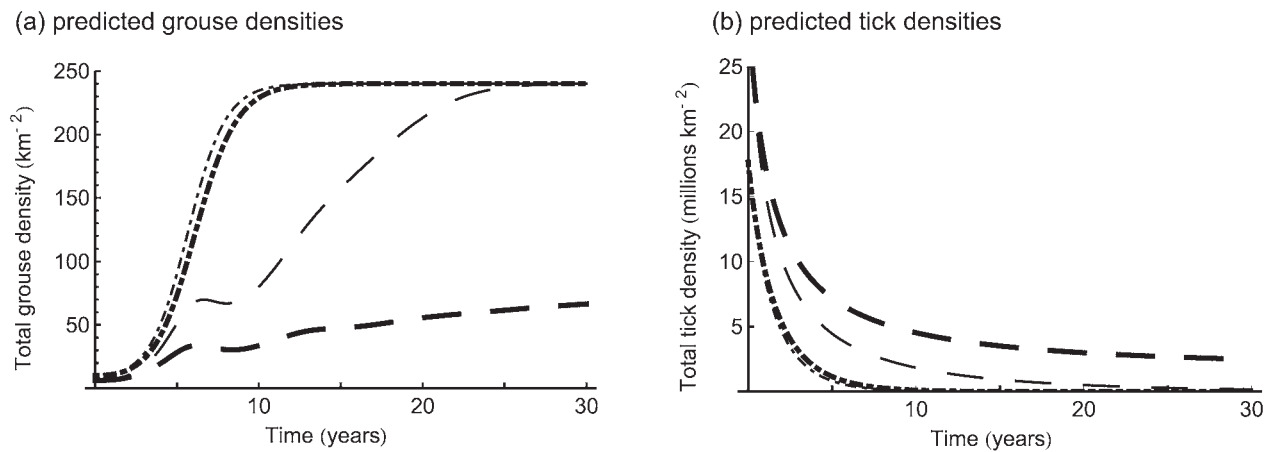 (a) predicted grouse densities
250
200
150
100
50
10
20
30
Total grouse density (km⁻²)
Time (years)
(b) predicted tick densities
25
20
15
10
5
10
20
30
Total tick density (millions km⁻²)
Time (years)